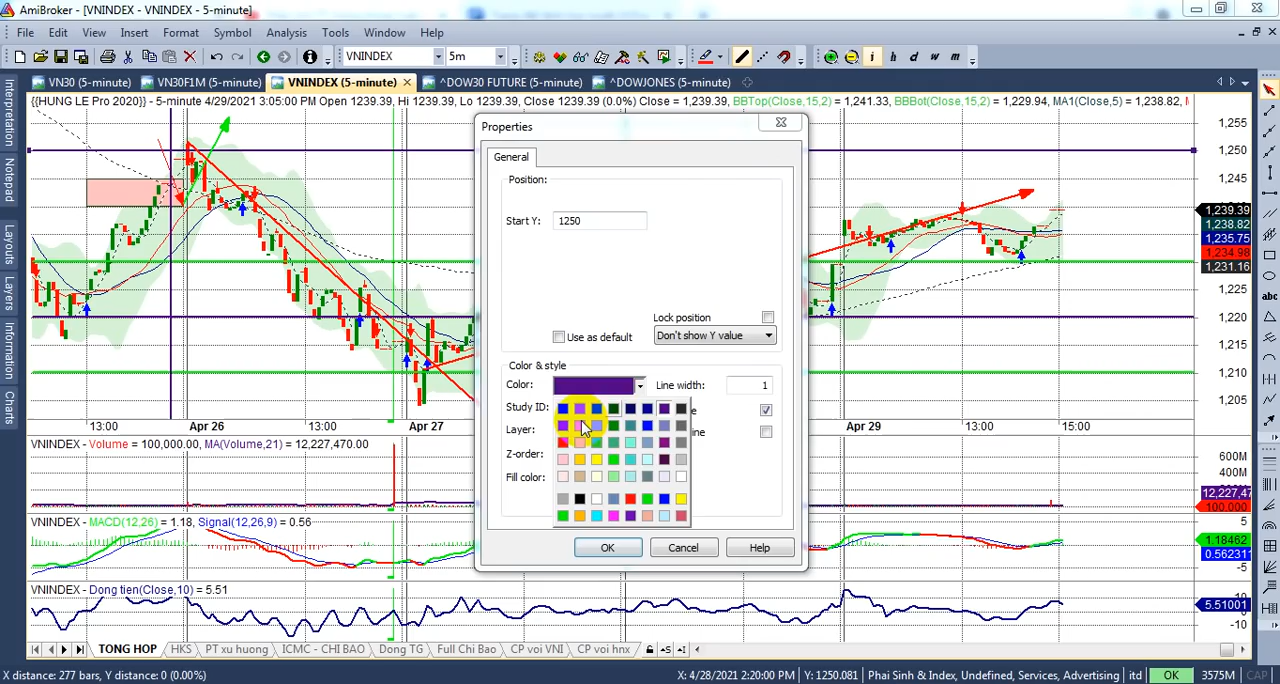 AmiBroker - [VNINDEX - VNINDEX - 5-minute]
File Edit View Insert Format Symbol Analysis Tools Window Help
VNINDEX 5m i h d w m
VN30 (5-minute) VN30F1M (5-minute) VNINDEX (5-minute) ^DOW30 FUTURE (5-minute) ^DOWJONES (5-minute)
{{HUNG LE Pro 2020}} - 5-minute 4/29/2021 3:05:00 PM Open 1239.39, Hi 1239.39, Lo 1239.39, Close 1239.39 (0.0%) Close = 1,239.39, BBTop(Close,15,2) = 1,241.33, BBBot(Close,15,2) = 1,229.94, MA1(Close,5) = 1,238.82,
Interpretation
Notepad
Layouts
Layers
Information
Charts
Properties
General
Position:
Start Y: 1250
Lock position
Use as default Don't show Y value
Color & style
Color: Line width: 1
Study ID:
Layer:
Z-order:
Fill color:
OK Cancel Help
1,255
1,250
1,245
1,239.39
1,238.82
1,235.75
1,234.98
1,231.16
1,225
1,220
1,215
1,210
1,205
13:00 Apr 26 13:00 Apr 27 Apr 29 13:00 15:00
VNINDEX - Volume = 100,000.00, MA(Volume,21) = 12,227,470.00
600M
400M
12,227,47
100,000
VNINDEX - MACD(12,26) = 1.18, Signal(12,26,9) = 0.56
5
1.18462
0.56231
-5
VNINDEX - Dong tien(Close,10) = 5.51
10
5.51001
-10
TONG HOP HKS PT xu huong ICMC - CHI BAO Dong TG Full Chi Bao CP voi VNI CP voi hnx
X distance: 277 bars, Y distance: 0 (0.00%) X: 4/28/2021 2:20:00 PM Y: 1250.081 Phai Sinh & Index, Undefined, Services, Advertising itd OK 3575M CAP